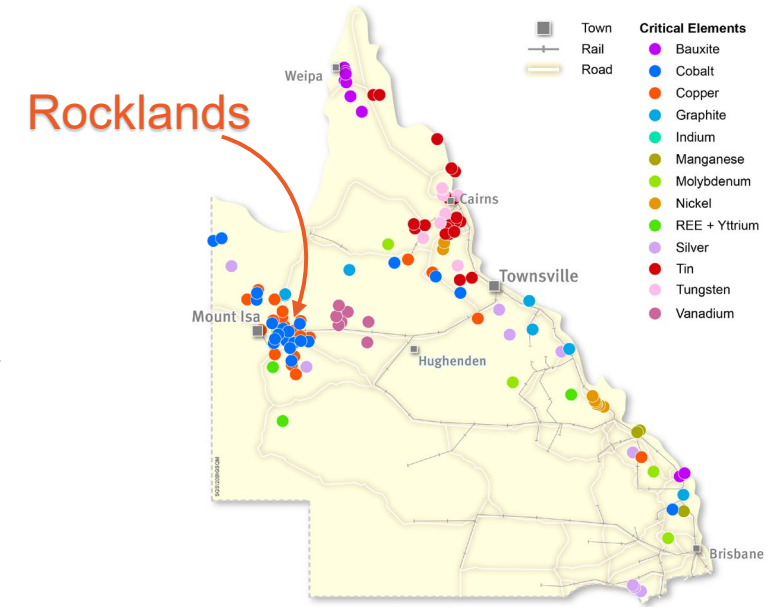 Town
Rail
Road
Critical Elements
Bauxite
Cobalt
Copper
Graphite
Indium
Manganese
Molybdenum
Nickel
REE + Yttrium
Silver
Tin
Tungsten
Vanadium
Weipa
Rocklands
Cairns
Townsville
Mount Isa
Hughenden
Brisbane